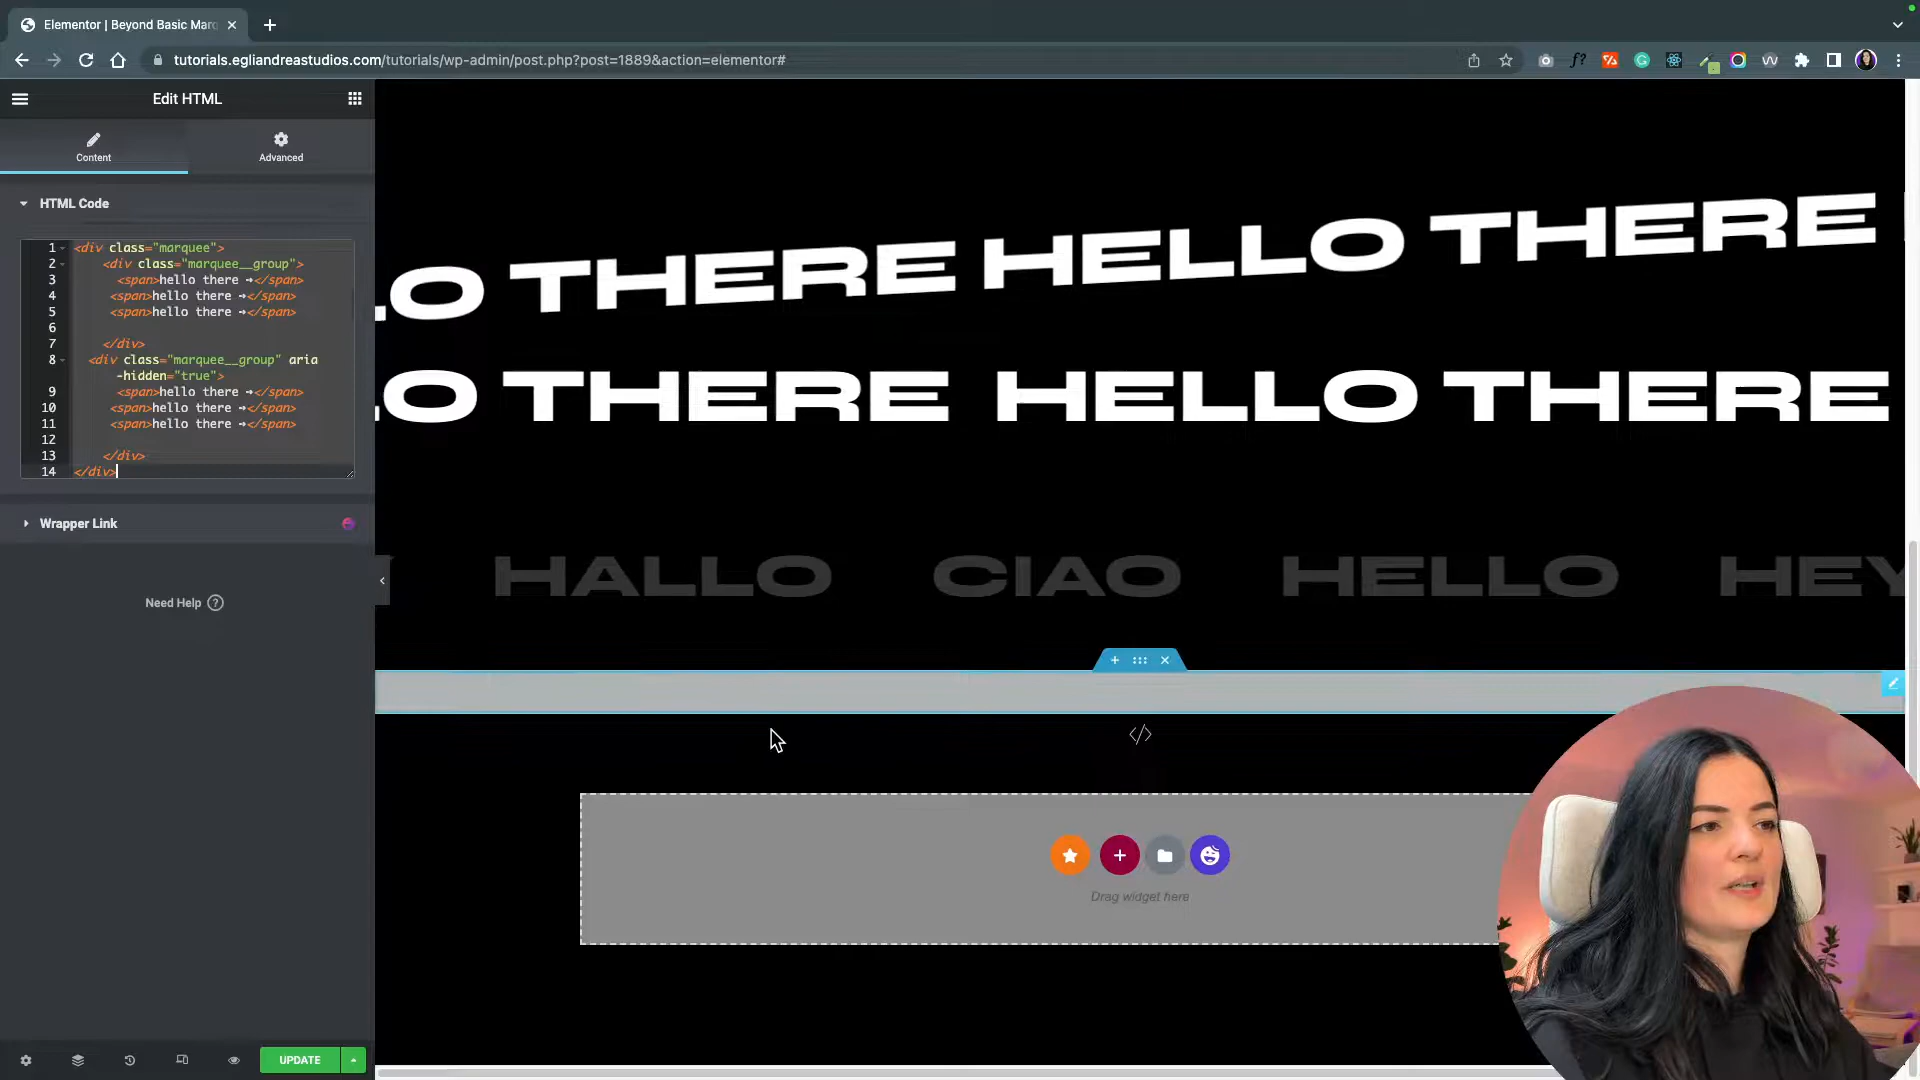 Elementor | Beyond Basic Marq
tutorials.egliandreastudios.com/tutorials/wp-admin/post.php?post=1889&action=elementor#
f?
Edit HTML
Content
Advanced
HTML Code
1 <div class="marquee">
2 <div class="marquee__group">
3 <span>hello there →</span>
4 <span>hello there →</span>
5 <span>hello there →</span>
6
7 </div>
8 <div class="marquee__group" aria
-hidden="true">
9 <span>hello there →</span>
10 <span>hello there →</span>
11 <span>hello there →</span>
12
13 </div>
14 </div>
Wrapper Link
Need Help ?
UPDATE
LO THERE HELLO THERE
LO THERE HELLO THERE
HALLO CIAO HELLO HEY
</>
Drag widget here